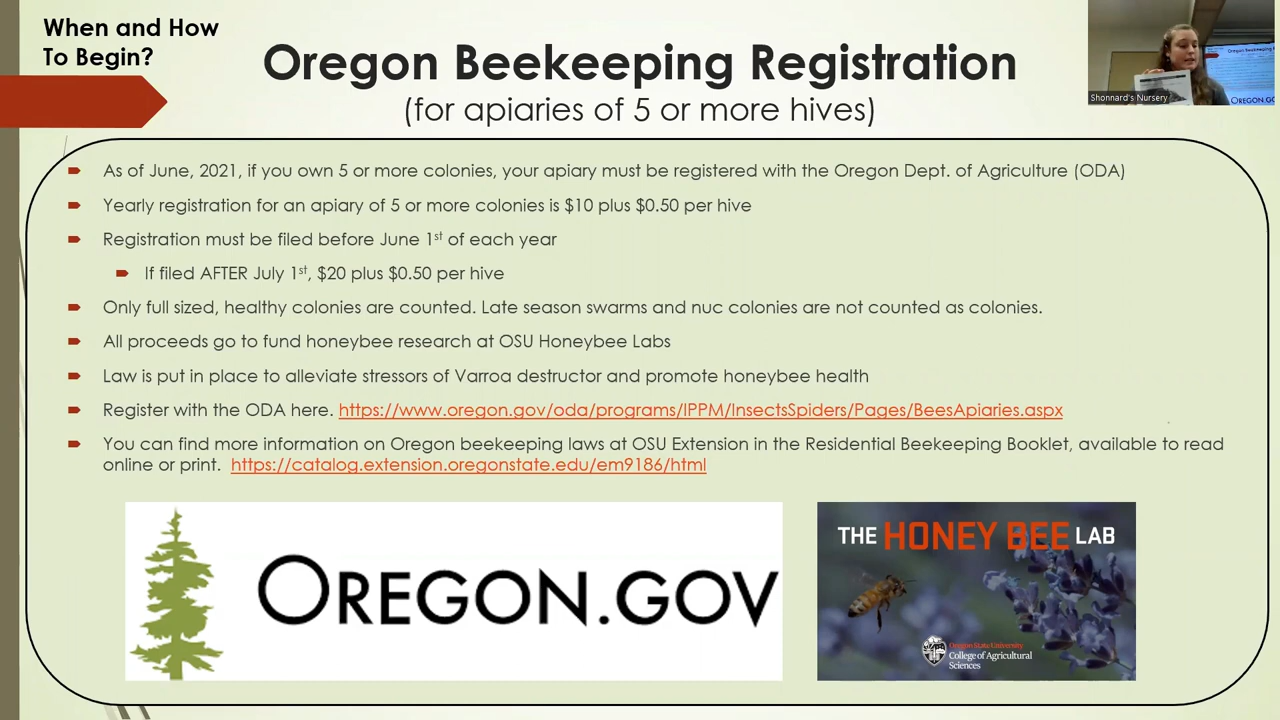 When and How
To Begin?
Oregon Beekeeping Registration
(for apiaries of 5 or more hives)
Shonnard's Nursery
As of June, 2021, if you own 5 or more colonies, your apiary must be registered with the Oregon Dept. of Agriculture (ODA)
Yearly registration for an apiary of 5 or more colonies is $10 plus $0.50 per hive
Registration must be filed before June 1st of each year
If filed AFTER July 1st, $20 plus $0.50 per hive
Only full sized, healthy colonies are counted. Late season swarms and nuc colonies are not counted as colonies.
All proceeds go to fund honeybee research at OSU Honeybee Labs
Law is put in place to alleviate stressors of Varroa destructor and promote honeybee health
Register with the ODA here. https://www.oregon.gov/oda/programs/IPPM/InsectsSpiders/Pages/BeesApiaries.aspx
You can find more information on Oregon beekeeping laws at OSU Extension in the Residential Beekeeping Booklet, available to read
online or print. https://catalog.extension.oregonstate.edu/em9186/html
OREGON.GOV
THE HONEY BEE LAB
Oregon State University
College of Agricultural
Sciences